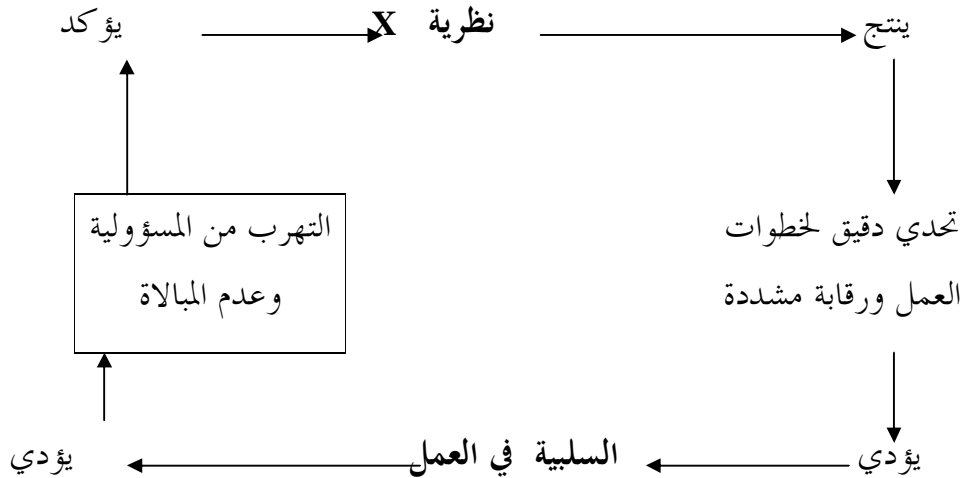 يؤكد نظرية X ينتج
التهرب من المسؤولية
وعدم المبالاة
تحدي دقيق لخطوات
العمل ورقابة مشددة
يؤدي السلبية في العمل يؤدي